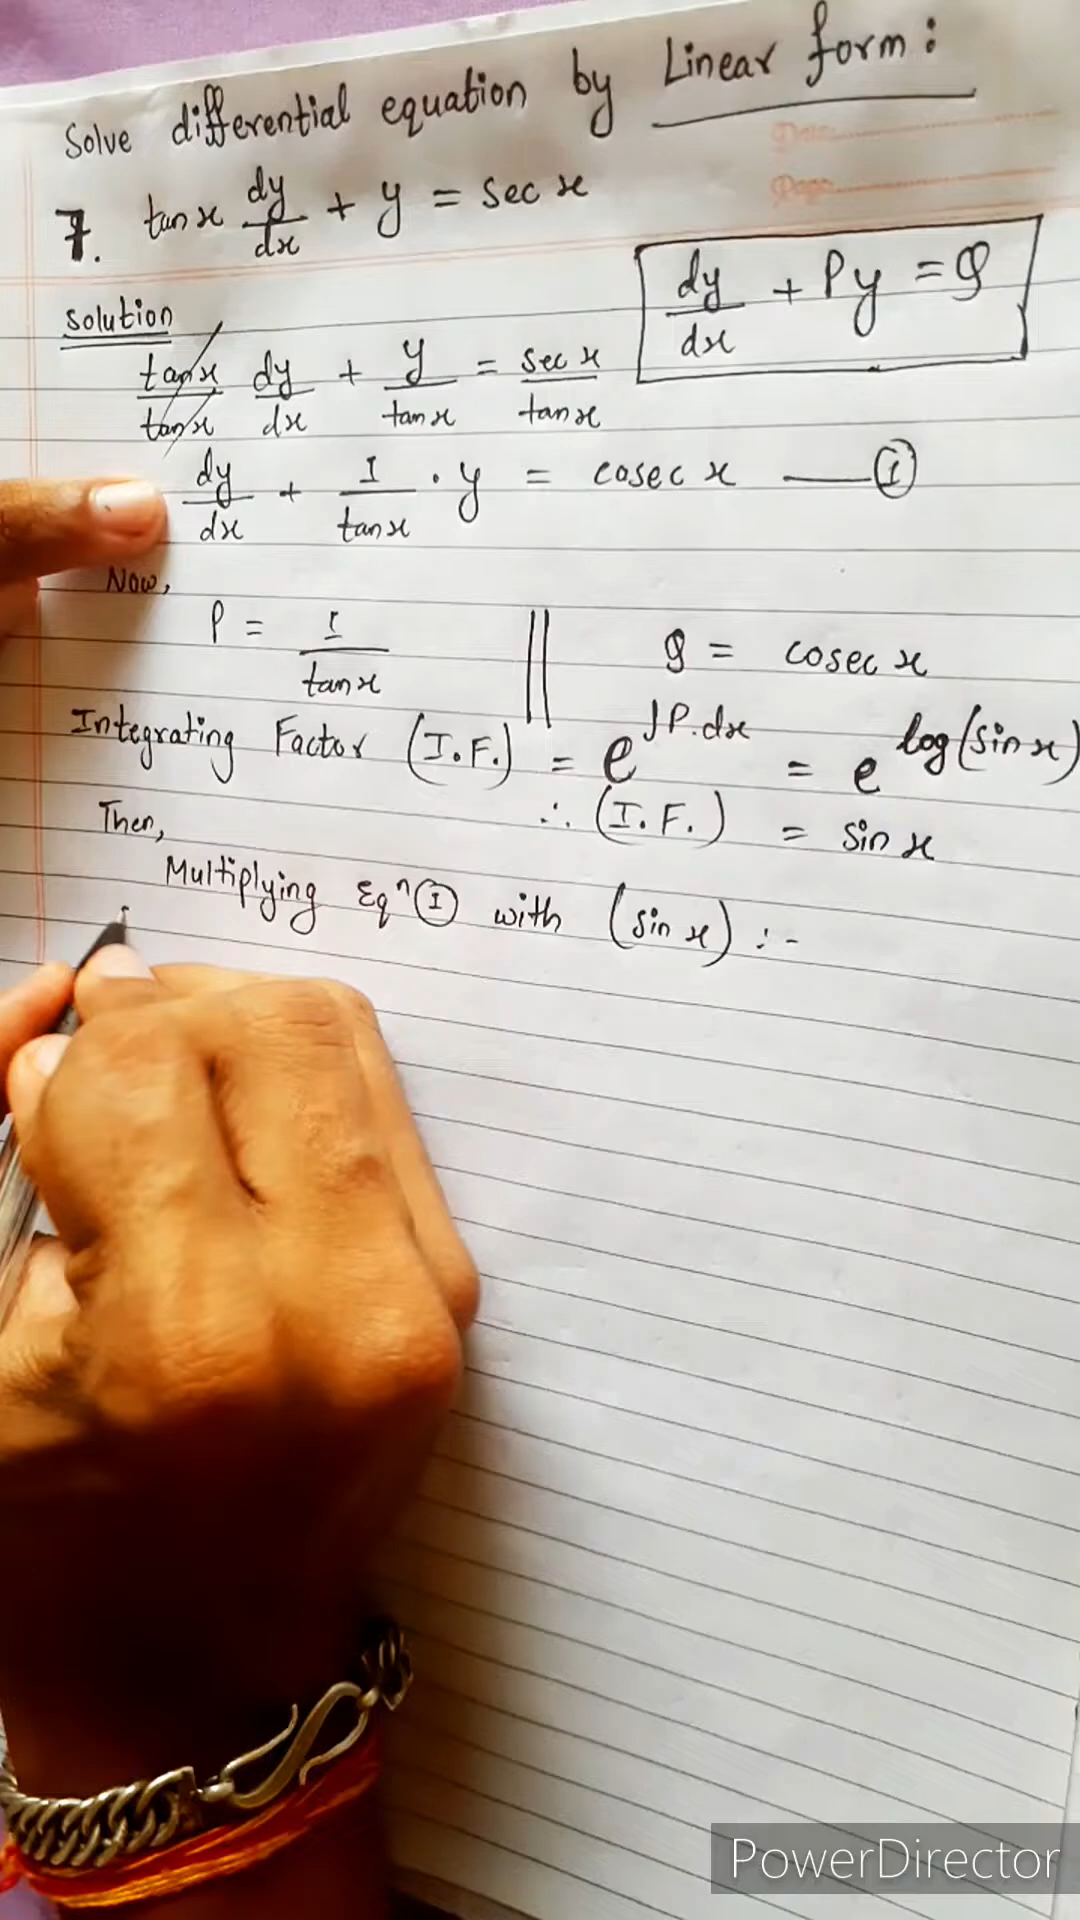 Solve differential equation by Linear form:
Date
Page
7. tan x dy/dx + y = sec x
dy/dx + Py = Q
Solution
tan x/tan x dy/dx + y/tan x = sec x/tan x
dy/dx + 1/tan x . y = cosec x —— ①
Now,
P = 1/tan x || Q = cosec x
Integrating Factor (I.F.) = e^∫P.dx = e^log(sin x)
∴ (I.F.) = sin x
Then,
Multiplying Eqⁿ ① with (sin x) :-
PowerDirector